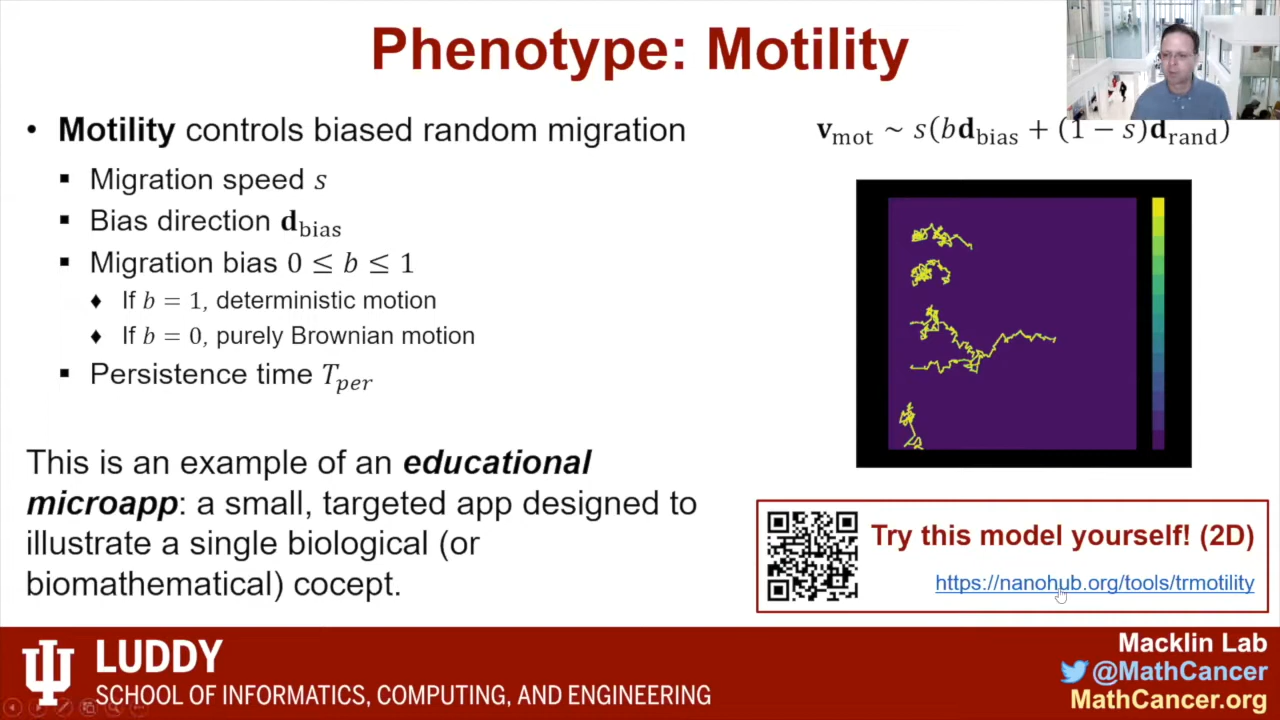 Phenotype: Motility
• Motility controls biased random migration
▪ Migration speed s
▪ Bias direction d_bias
▪ Migration bias 0 ≤ b ≤ 1
♦ If b = 1, deterministic motion
♦ If b = 0, purely Brownian motion
▪ Persistence time T_per
This is an example of an educational
microapp: a small, targeted app designed to
illustrate a single biological (or
biomathematical) cocept.
v_mot ~ s(bd_bias + (1 − s)d_rand)
Try this model yourself! (2D)
https://nanohub.org/tools/trmotility
LUDDY
SCHOOL OF INFORMATICS, COMPUTING, AND ENGINEERING
Macklin Lab
@MathCancer
MathCancer.org